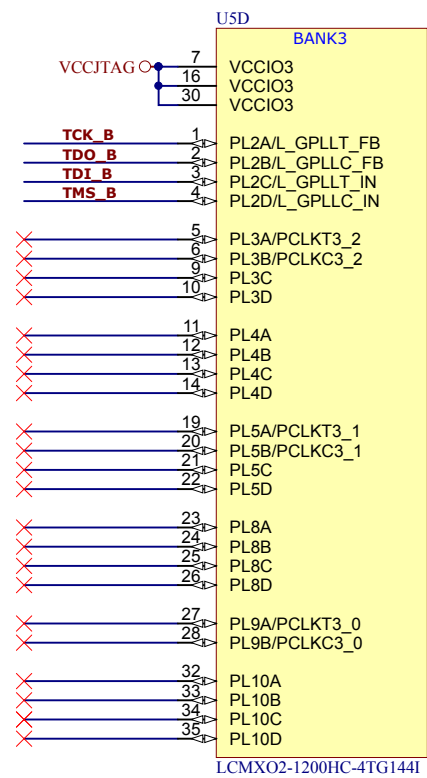 U5D
BANK3
VCCJTAG 7 VCCIO3
16 VCCIO3
30 VCCIO3
TCK_B 1 PL2A/L_GPLLT_FB
TDO_B 2 PL2B/L_GPLLC_FB
TDI_B 3 PL2C/L_GPLLT_IN
TMS_B 4 PL2D/L_GPLLC_IN
5 PL3A/PCLKT3_2
6 PL3B/PCLKC3_2
9 PL3C
10 PL3D
11 PL4A
12 PL4B
13 PL4C
14 PL4D
19 PL5A/PCLKT3_1
20 PL5B/PCLKC3_1
21 PL5C
22 PL5D
23 PL8A
24 PL8B
25 PL8C
26 PL8D
27 PL9A/PCLKT3_0
28 PL9B/PCLKC3_0
32 PL10A
33 PL10B
34 PL10C
35 PL10D
LCMXO2-1200HC-4TG144I